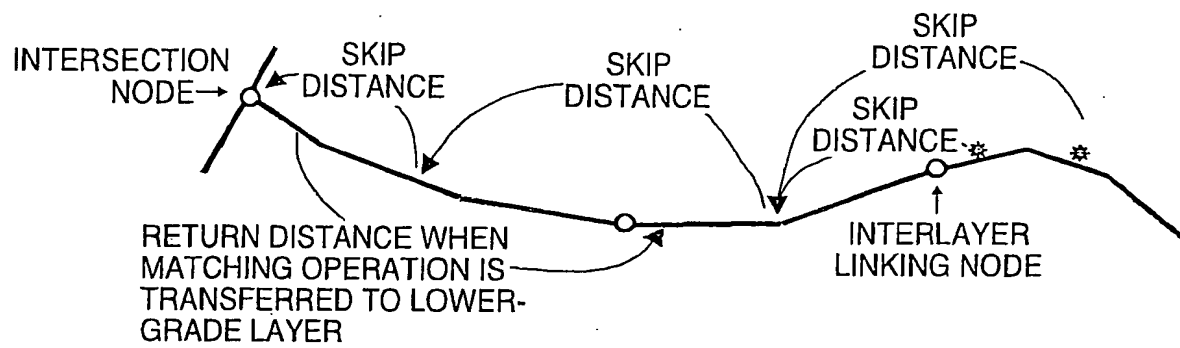 INTERSECTION
NODE→
SKIP
DISTANCE
SKIP
DISTANCE
SKIP
DISTANCE
SKIP
DISTANCE
RETURN DISTANCE WHEN
MATCHING OPERATION IS
TRANSFERRED TO LOWER-
GRADE LAYER
INTERLAYER
LINKING NODE